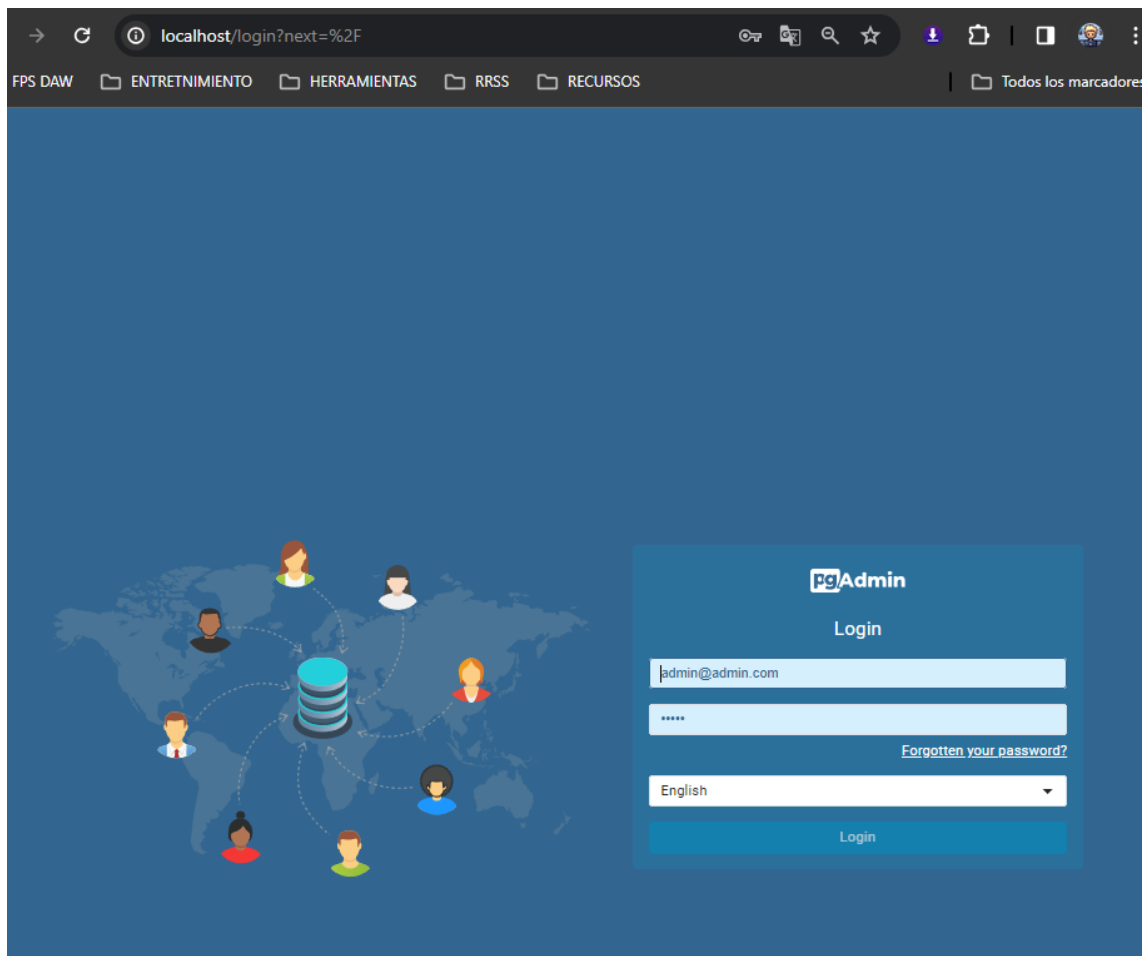 localhost/login?next=%2F
FPS DAW ENTRETNIMIENTO HERRAMIENTAS RRSS RECURSOS Todos los marcadores
pgAdmin
Login
admin@admin.com
•••••
Forgotten your password?
English
Login